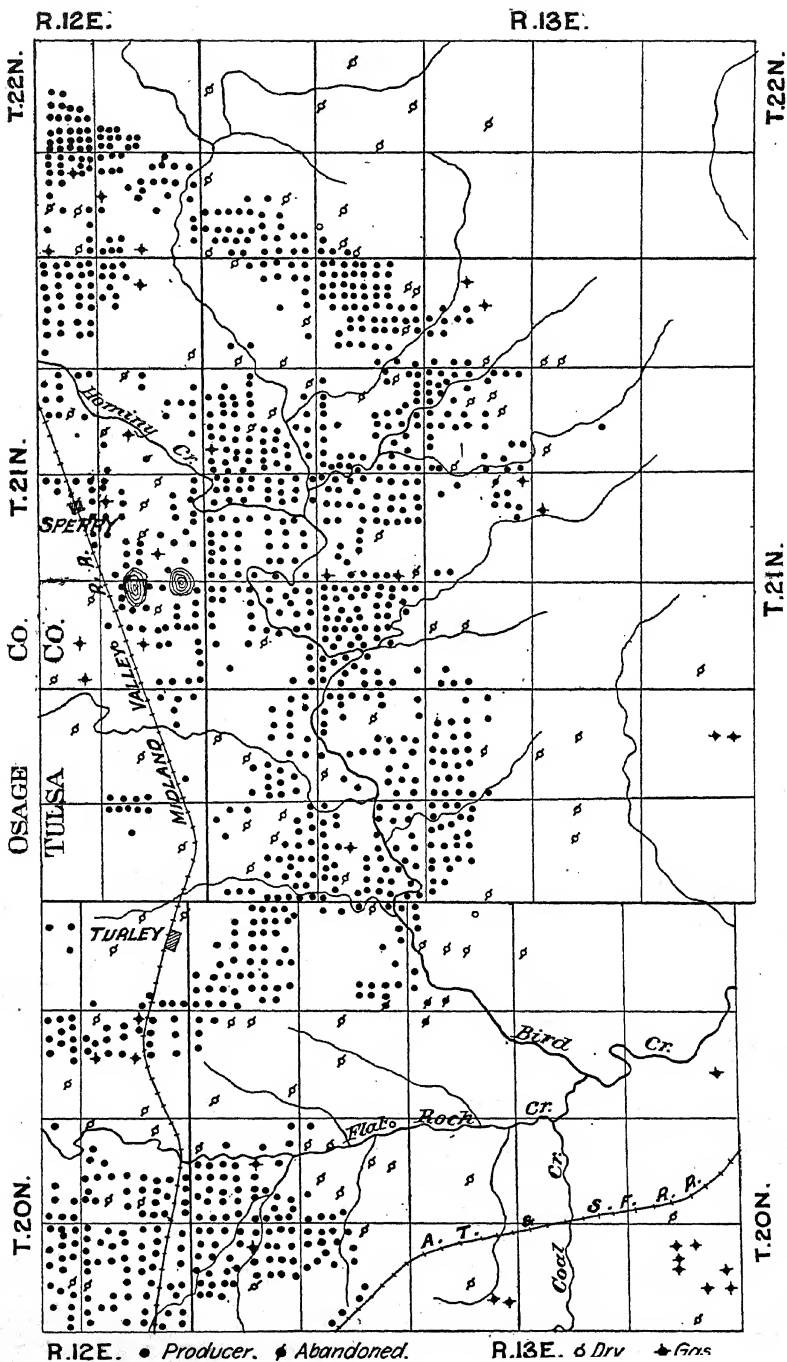 R.12E. R.13E.
T.22N. T.22N.
Hominy Cr.
T.21N.
SPERRY
R. R.
T.21N.
OSAGE Co.
TULSA Co.
MIDLAND VALLEY
TURLEY
Bird Cr.
Flat Rock Cr.
Coal Cr.
A. T. & S. F. R. R.
T.20N. T.20N.
R.12E. Producer. Abandoned. R.13E. Dry Gas